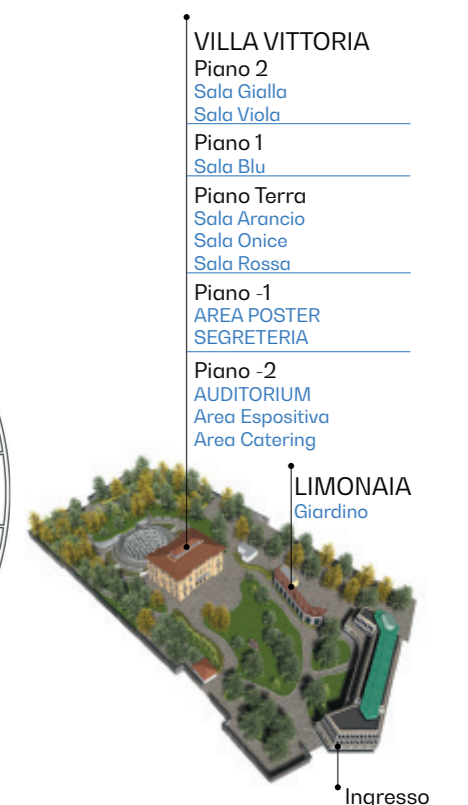 VILLA VITTORIA
Piano 2
Sala Gialla
Sala Viola
Piano 1
Sala Blu
Piano Terra
Sala Arancio
Sala Onice
Sala Rossa
Piano -1
AREA POSTER
SEGRETERIA
Piano -2
AUDITORIUM
Area Espositiva
Area Catering
LIMONAIA
Giardino
Ingresso